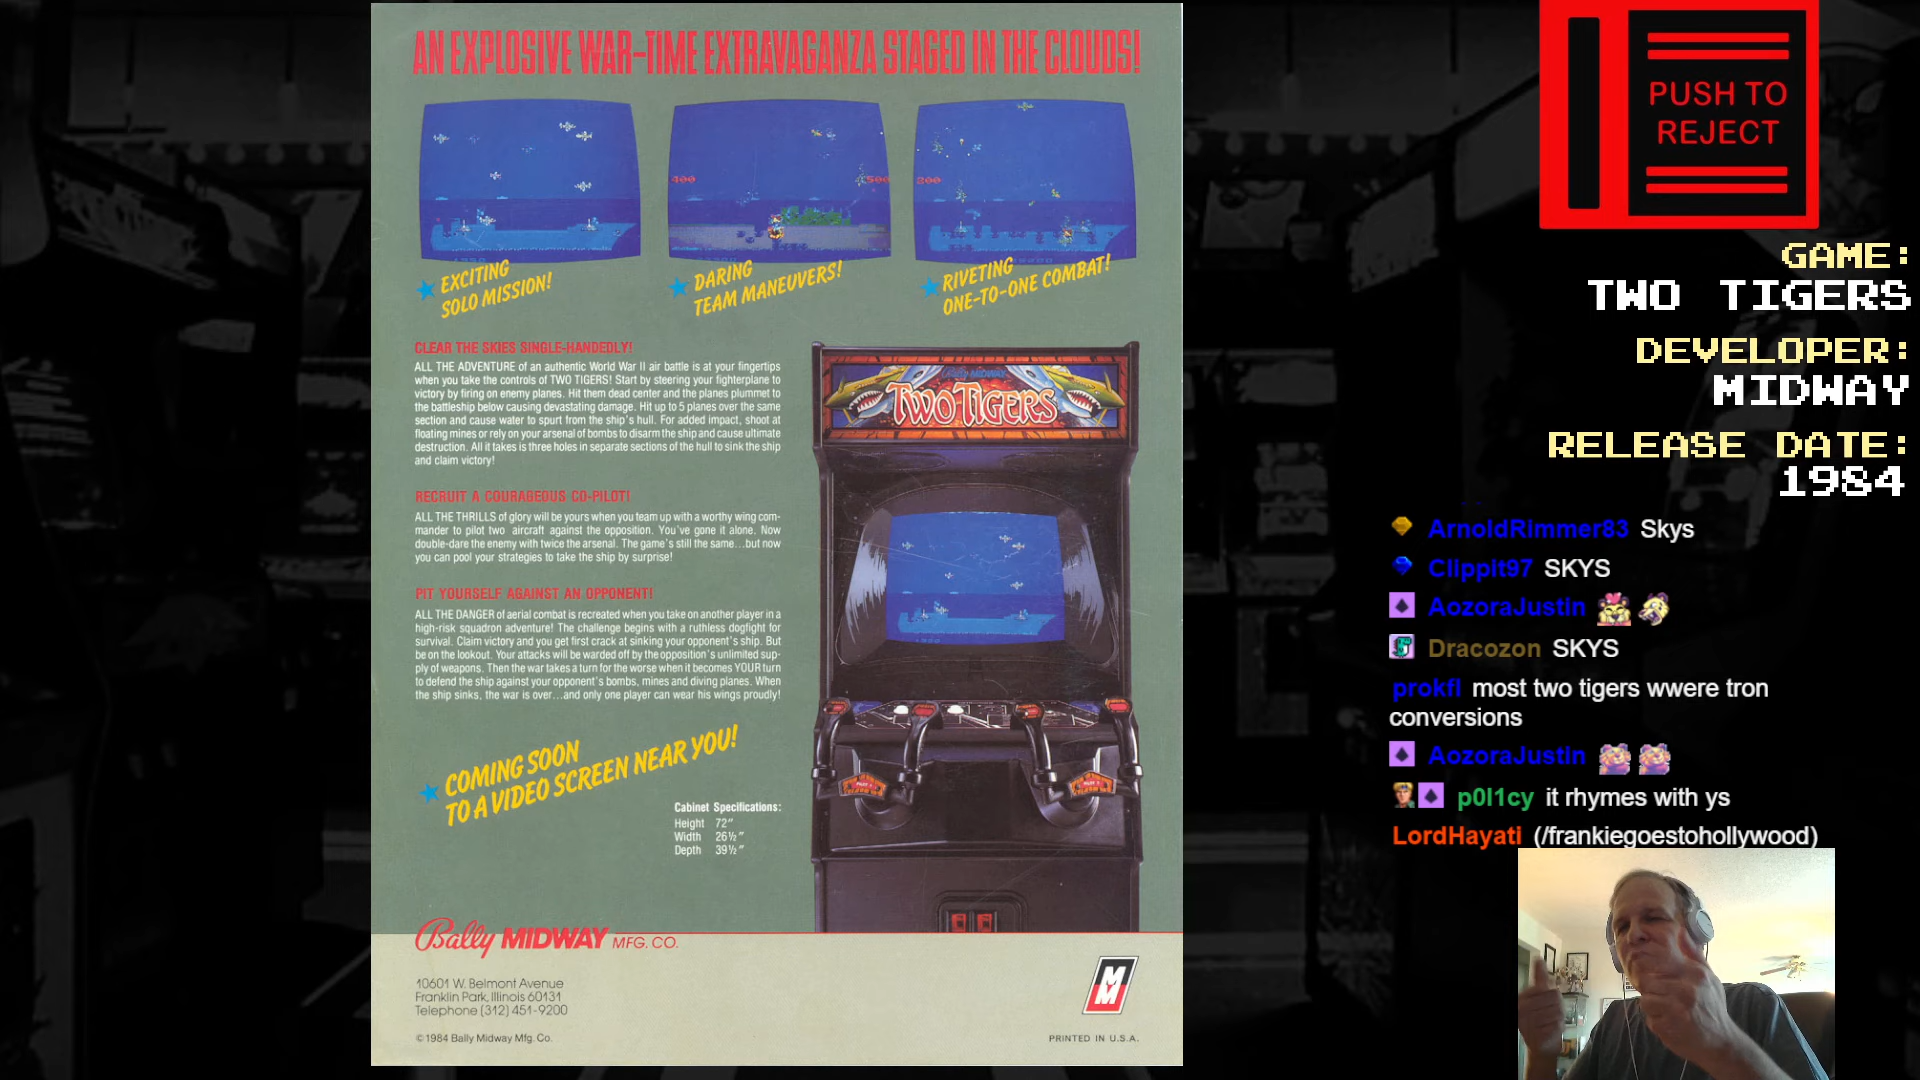 AN EXPLOSIVE WAR-TIME EXTRAVAGANZA STAGED IN THE CLOUDS!
400
500
200
EXCITING
SOLO MISSION!
DARING
TEAM MANEUVERS!
RIVETING
ONE-TO-ONE COMBAT!
CLEAR THE SKIES SINGLE-HANDEDLY!
ALL THE ADVENTURE of an authentic World War II air battle is at your fingertips
when you take the controls of TWO TIGERS! Start by steering your fighterplane to
victory by firing on enemy planes. Hit them dead center and the planes plummet to
the battleship below causing devastating damage. Hit up to 5 planes over the same
section and cause water to spurt from the ship's hull. For added impact, shoot at
floating mines or rely on your arsenal of bombs to disarm the ship and cause ultimate
destruction. All it takes is three holes in separate sections of the hull to sink the ship
and claim victory!
RECRUIT A COURAGEOUS CO-PILOT!
ALL THE THRILLS of glory will be yours when you team up with a worthy wing com-
mander to pilot two aircraft against the opposition. You've gone it alone. Now
double-dare the enemy with twice the arsenal. The game's still the same...but now
you can pool your strategies to take the ship by surprise!
PIT YOURSELF AGAINST AN OPPONENT!
ALL THE DANGER of aerial combat is recreated when you take on another player in a
high-risk squadron adventure! The challenge begins with a ruthless dogfight for
survival. Claim victory and you get first crack at sinking your opponent's ship. But
be on the lookout. Your attacks will be warded off by the opposition's unlimited sup-
ply of weapons. Then the war takes a turn for the worse when it becomes YOUR turn
to defend the ship against your opponent's bombs, mines and diving planes. When
the ship sinks, the war is over...and only one player can wear his wings proudly!
COMING SOON
TO A VIDEO SCREEN NEAR YOU!
Cabinet Specifications:
Height 72"
Width 26½"
Depth 39½"
Bally MIDWAY
TWO TIGERS
Bally MIDWAY MFG. CO.
10601 W. Belmont Avenue
Franklin Park, Illinois 60131
Telephone (312) 451-9200
©1984 Bally Midway Mfg. Co.
MM
PRINTED IN U.S.A.
PUSH TO
REJECT
GAME:
TWO TIGERS
DEVELOPER:
MIDWAY
RELEASE DATE:
1984
ArnoldRimmer83 Skys
Clippit97 SKYS
AozoraJustin
Dracozon SKYS
prokfl most two tigers wwere tron
conversions
AozoraJustin
p0l1cy it rhymes with ys
LordHayati (/frankiegoestohollywood)